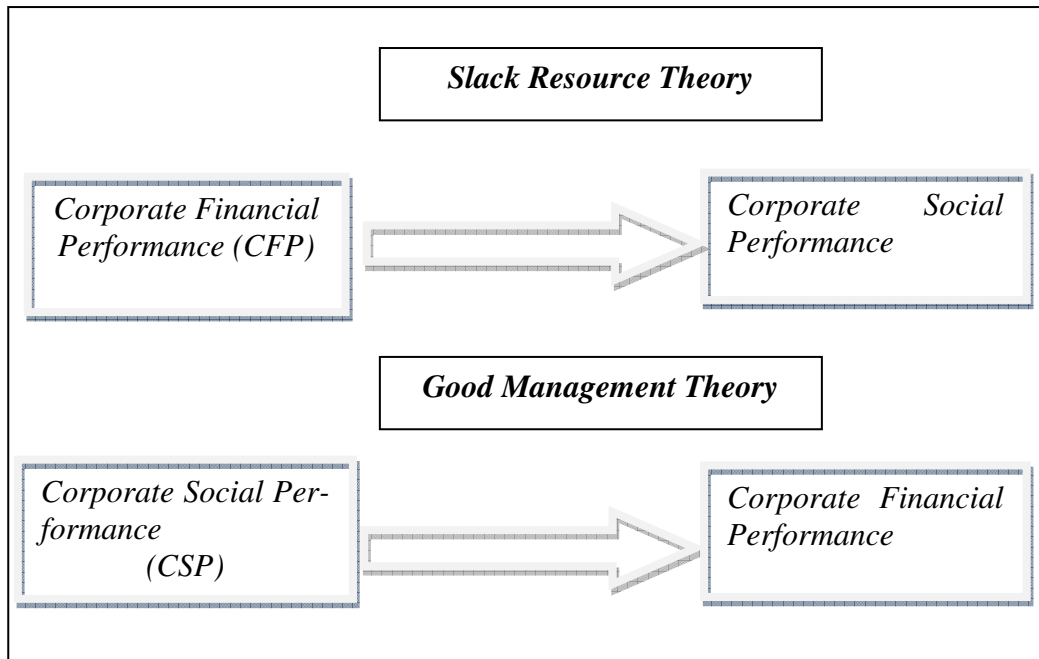 Slack Resource Theory
Corporate Financial
Performance (CFP)
Corporate Social
Performance
Good Management Theory
Corporate Social Per-
formance
(CSP)
Corporate Financial
Performance